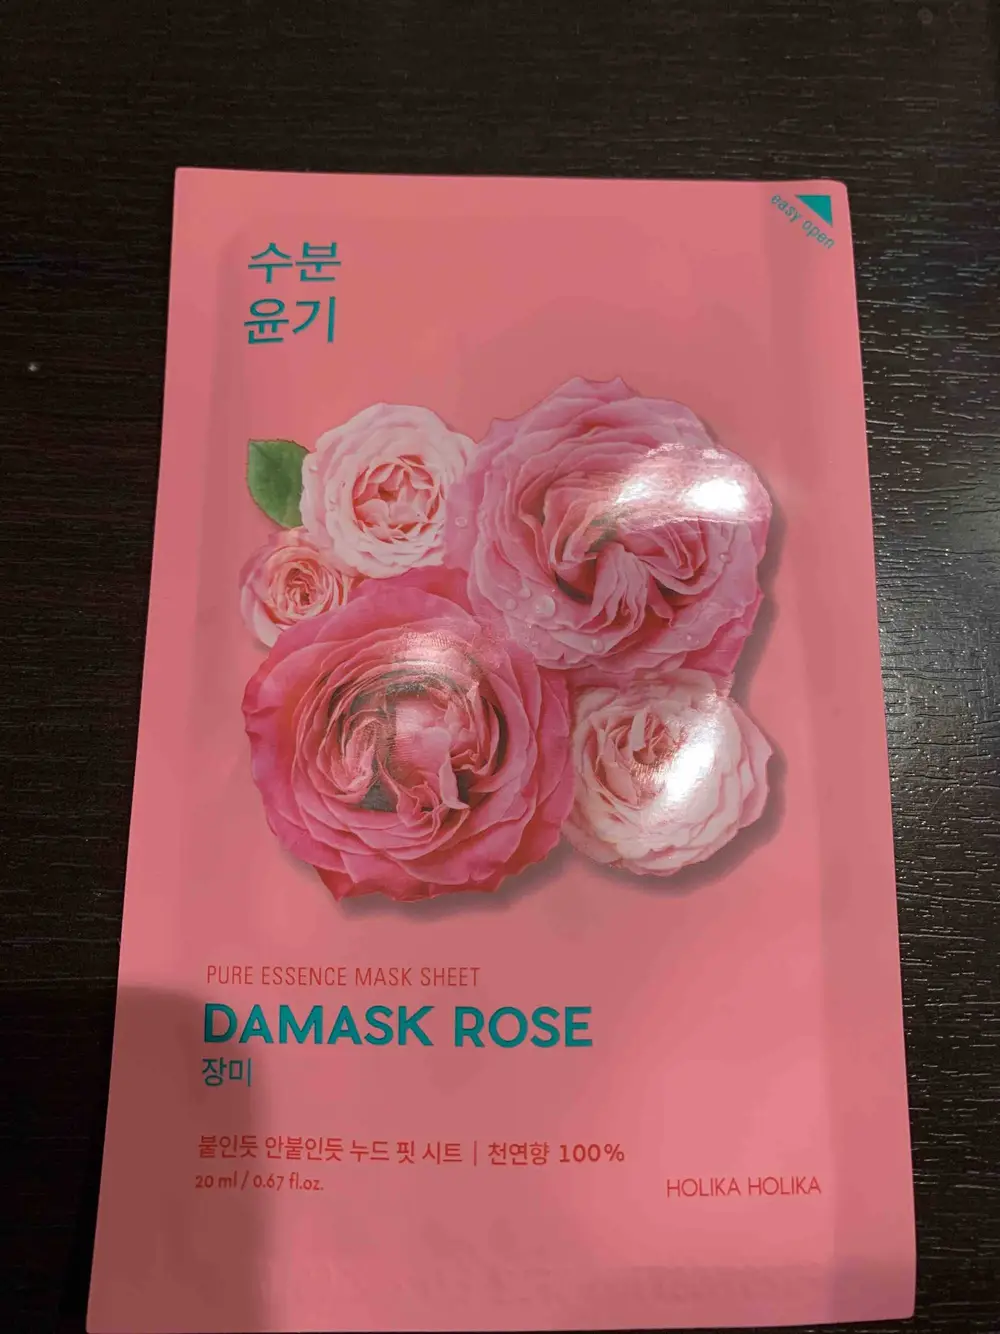 easy open
수분
윤기
PURE ESSENCE MASK SHEET
DAMASK ROSE
장미
붙인듯 안붙인듯 누드 핏 시트 | 천연향 100%
20 ml / 0.67 fl.oz.
HOLIKA HOLIKA